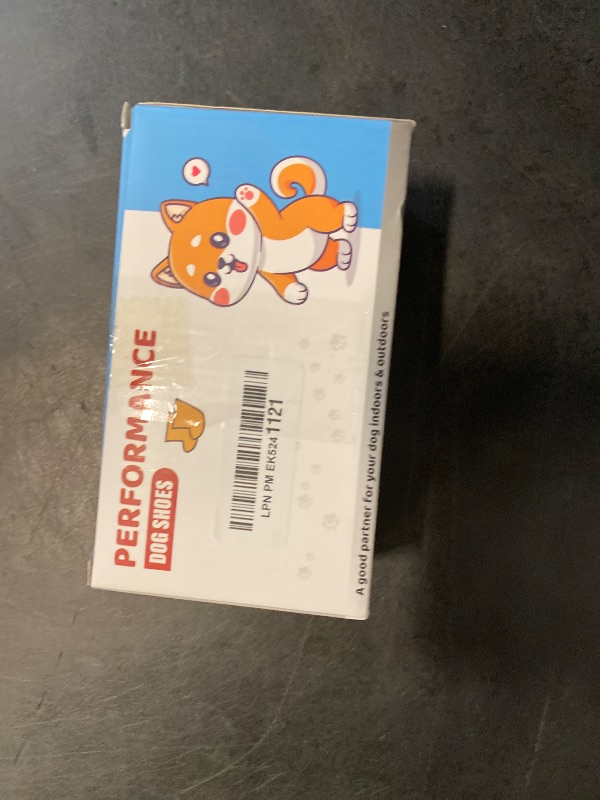 PERFORMANCE
DOG SHOES
LPN PM EK524 1121
A good partner for your dog indoors & outdoors